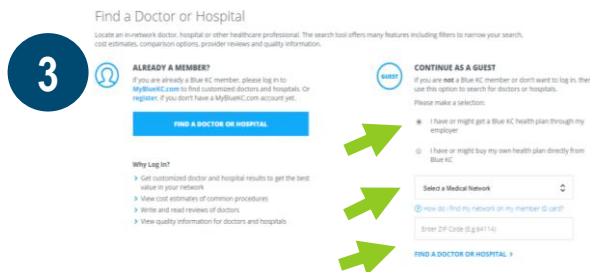 Find a Doctor or Hospital
Locate an in-network doctor, hospital or other healthcare professional. The search tool offers many features including filters to narrow your search,
cost estimates, comparison options, provider reviews and quality information.
3
ALREADY A MEMBER?
If you are already a Blue KC member, please log in to
MyBlueKC.com to find customized doctors and hospitals. Or
register, if you don't have a MyBlueKC.com account yet.
FIND A DOCTOR OR HOSPITAL
Why Log In?
> Get customized doctor and hospital results to get the best
value in your network
> View cost estimates of common procedures
> Write and read reviews of doctors
> View quality information for doctors and hospitals
GUEST
CONTINUE AS A GUEST
If you are not a Blue KC member or don't want to log in, then
use this option to search for doctors or hospitals.
Please make a selection:
I have or might get a Blue KC health plan through my
employer
I have or might buy my own health plan directly from
Blue KC
Select a Medical Network
? How do I find my network on my member ID card?
Enter ZIP Code (E.g 64114)
FIND A DOCTOR OR HOSPITAL >